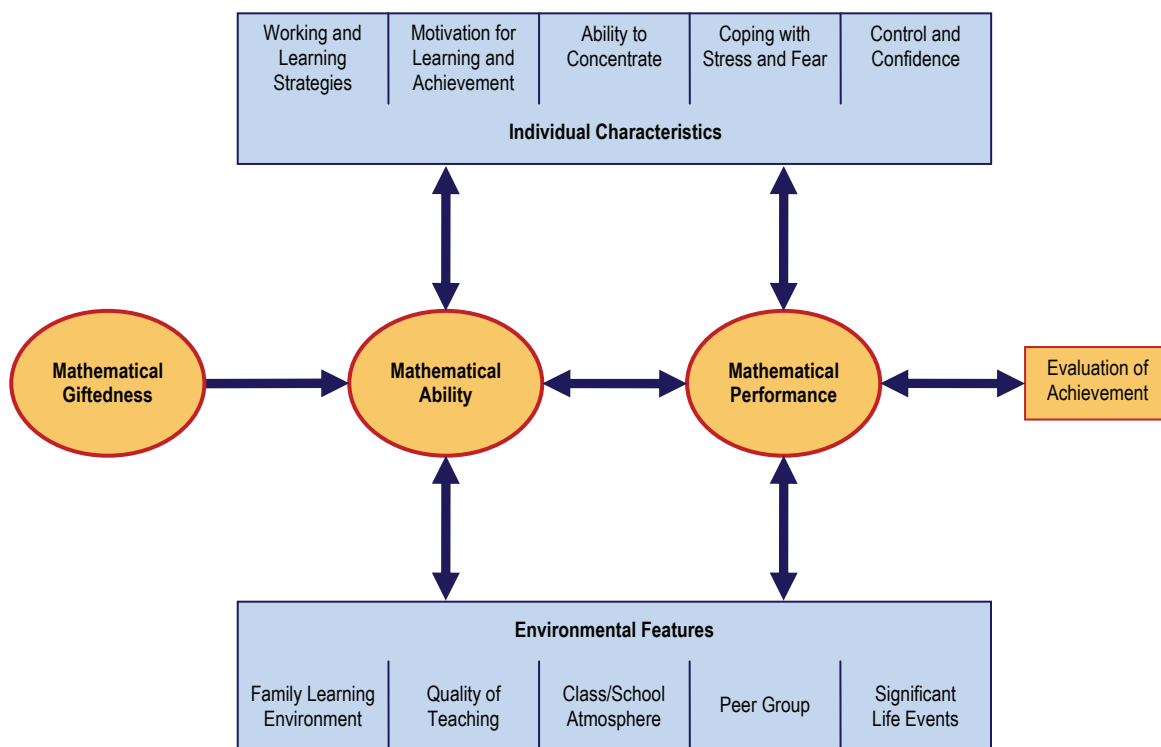 Working and
Learning
Strategies
Motivation for
Learning and
Achievement
Ability to
Concentrate
Coping with
Stress and Fear
Control and
Confidence
Individual Characteristics
Mathematical
Giftedness
Mathematical
Ability
Mathematical
Performance
Evaluation of
Achievement
Environmental Features
Family Learning
Environment
Quality of
Teaching
Class/School
Atmosphere
Peer Group
Significant
Life Events